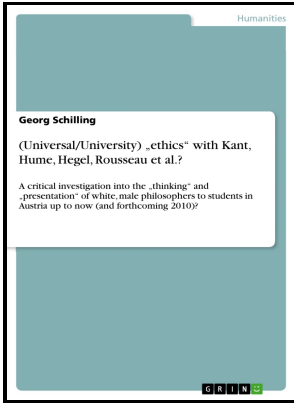 Humanities
Georg Schilling
(Universal/University) „ethics“ with Kant,
Hume, Hegel, Rousseau et al.?
A critical investigation into the „thinking“ and
„presentation“ of white, male philosophers to students in
Austria up to now (and forthcoming 2010)?
G R I N